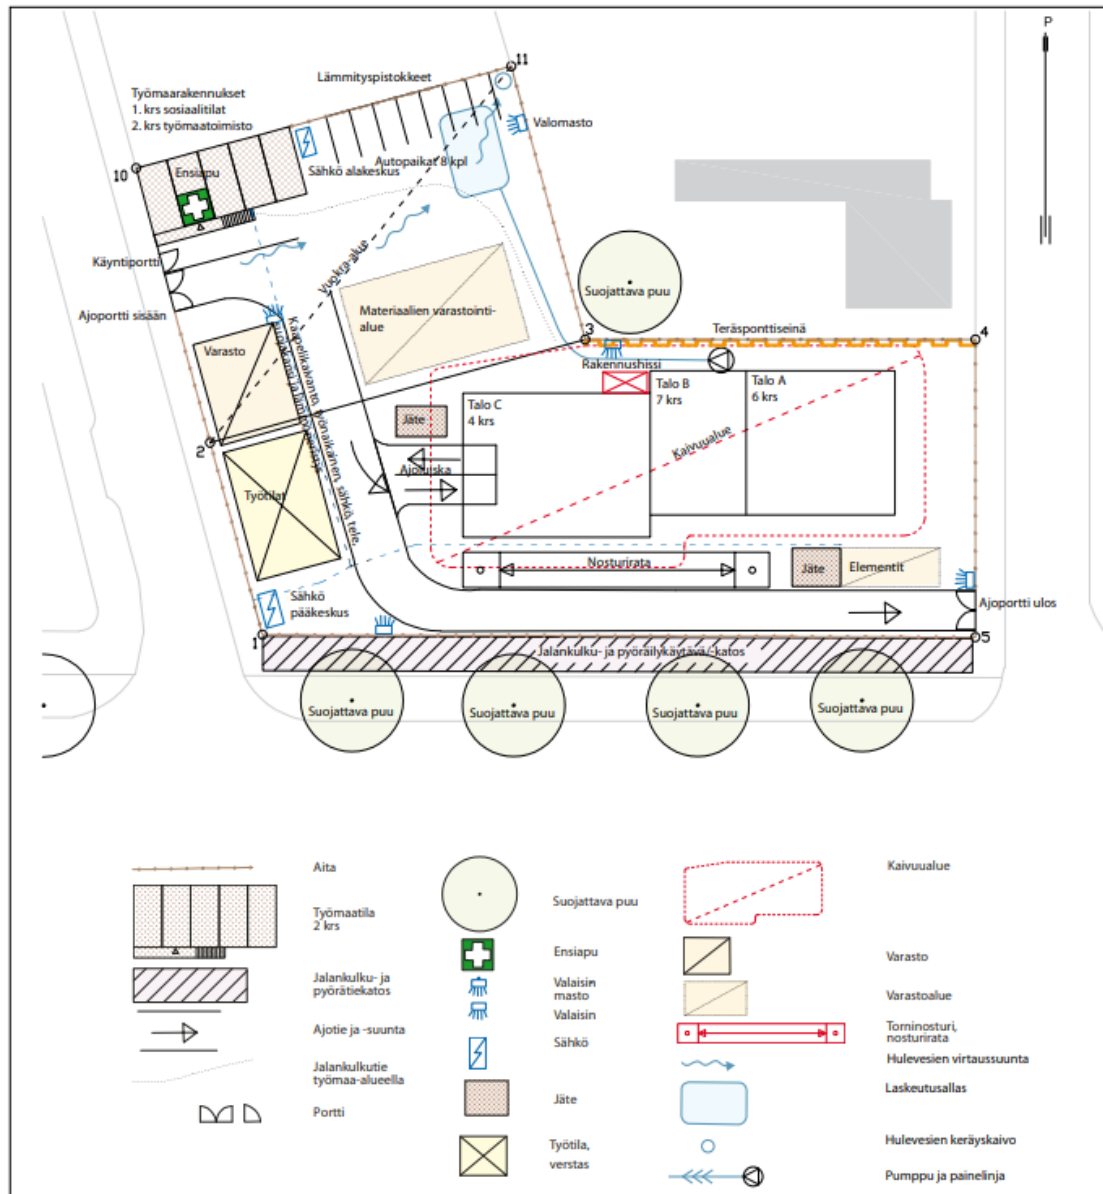 P
11
Lämmityspistokkeet
Työmaarakennukset
1. krs sosiaalitilat
2. krs työmaatoimisto
Valomasto
10
Ensiapu
Autopaikat 8 kpl
Sähkö alakeskus
Käyntiportti
Vuokra-alue
Suojattava puu
Ajoportti sisään
Materiaalien varastointi-
alue
3
Teräsponttiseinä
4
Varasto
Kaapelikaivanto, työnaikainen, sähkö, tele,
Rakennushissi
Talo B
7 krs
Talo A
6 krs
Talo C
4 krs
Jäte
2
Kaivuualue
Ajoluiska
Työtilat
Nosturirata
Jäte
Elementit
Sähkö
pääkeskus
Ajoportti ulos
1
5
Jalankulku- ja pyöräilykäytävä/-katos
Suojattava puu
Suojattava puu
Suojattava puu
Suojattava puu
Aita
Työmaatila
2 krs
Jalankulku- ja
pyörätiekatos
Ajotie ja -suunta
Jalankulkutie
työmaa-alueella
Portti
Suojattava puu
Ensiapu
Valaisin
masto
Valaisin
Sähkö
Jäte
Työtila,
verstas
Kaivuualue
Varasto
Varastoalue
Torninosturi,
nosturirata
Hulevesien virtaussuunta
Laskeutusallas
Hulevesien keräyskaivo
Pumppu ja painelinja